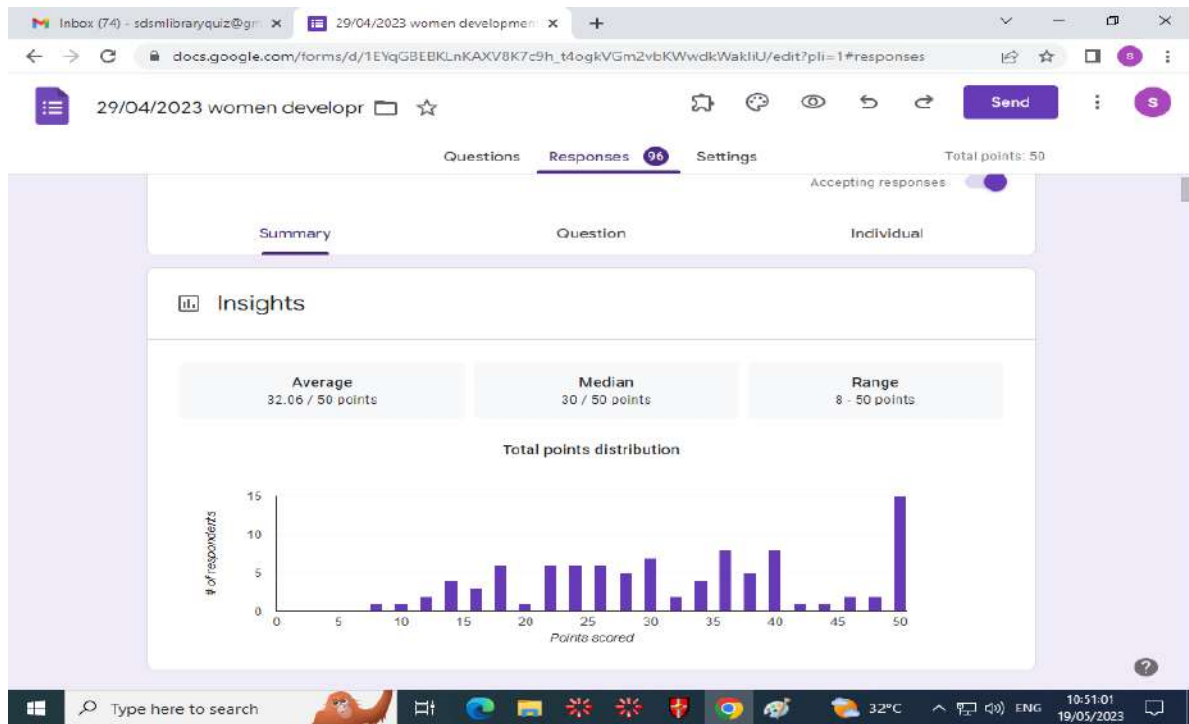 Inbox (74) - sdsmlibraryquiz@gm
29/04/2023 women developmen
docs.google.com/forms/d/1EYqGBEBKLnKAXV8K7c9h_t4ogkVGm2vbKWwdkWakliU/edit?pli=1#responses
29/04/2023 women developr
Send
S
Questions
Responses 96
Settings
Total points: 50
Accepting responses
Summary
Question
Individual
Insights
Average
32.06 / 50 points
Median
30 / 50 points
Range
8 - 50 points
Total points distribution
# of respondents
15
10
5
0
0 5 10 15 20 25 30 35 40 45 50
Points scored
Type here to search
32°C
ENG
10:51:01
19/05/2023